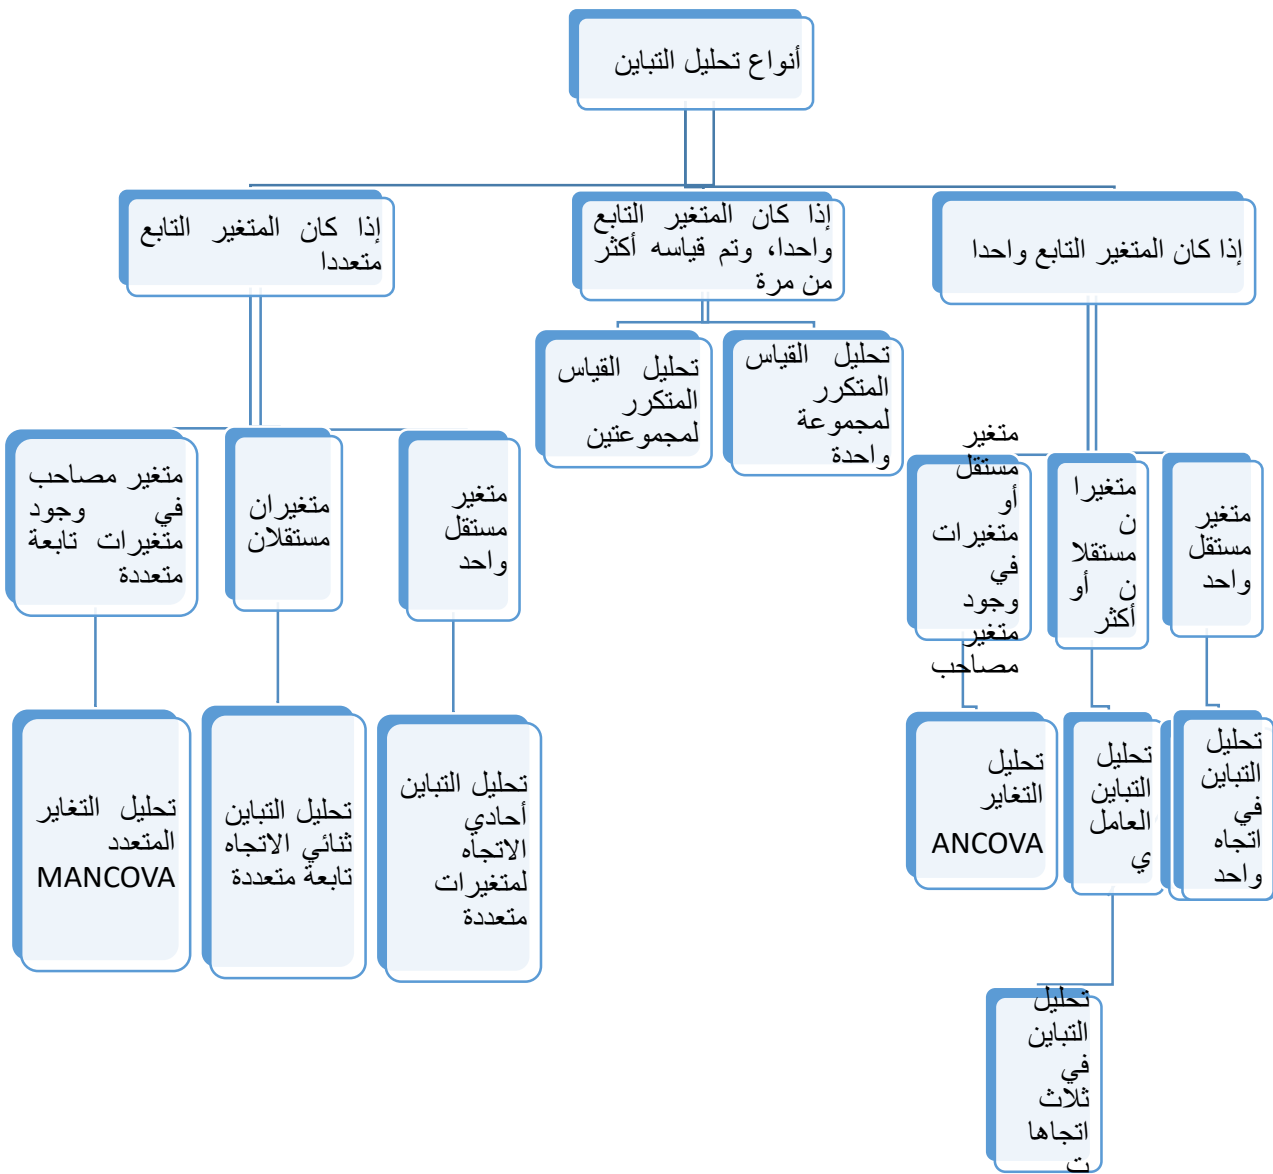 أنواع تحليل التباين
إذا كان المتغير التابع واحدا
إذا كان المتغير التابع
واحدا، وتم قياسه أكثر
من مرة
إذا كان المتغير التابع
متعددا
تحليل القياس
المتكرر
لمجموعة
واحدة
تحليل القياس
المتكرر
لمجموعتين
متغير
مستقل
واحد
متغيرا
ن
مستقلا
ن أو
أكثر
متغير
مستقل
أو
متغيرات
في
وجود
متغير
مصاحب
متغير
مستقل
واحد
متغيران
مستقلان
متغير مصاحب
في وجود
متغيرات تابعة
متعددة
تحليل
التباين
في
اتجاه
واحد
تحليل
التباين
العامل
ي
تحليل
التغاير
ANCOVA
تحليل التباين
أحادي
الاتجاه
لمتغيرات
متعددة
تحليل التباين
ثنائي الاتجاه
تابعة متعددة
تحليل التغاير
المتعدد
MANCOVA
تحليل
التباين
في
ثلاث
اتجاها
ت